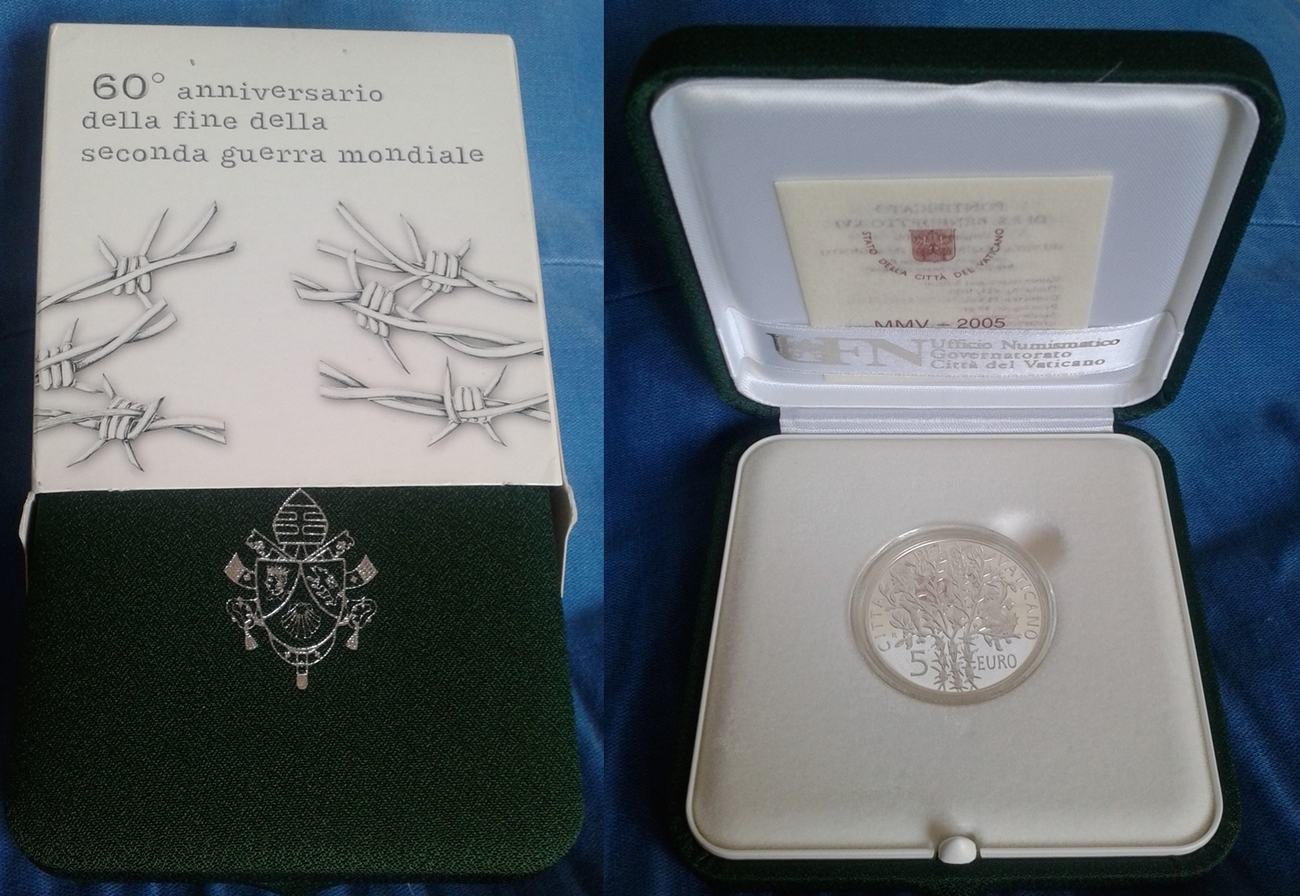 60° anniversario
della fine della
seconda guerra mondiale
STATO DELLA CITTÀ DEL VATICANO
MMV - 2005
UFN
Ufficio Numismatico
Governatorato
Città del Vaticano
CITTÀ DEL VATICANO
R
5 EURO